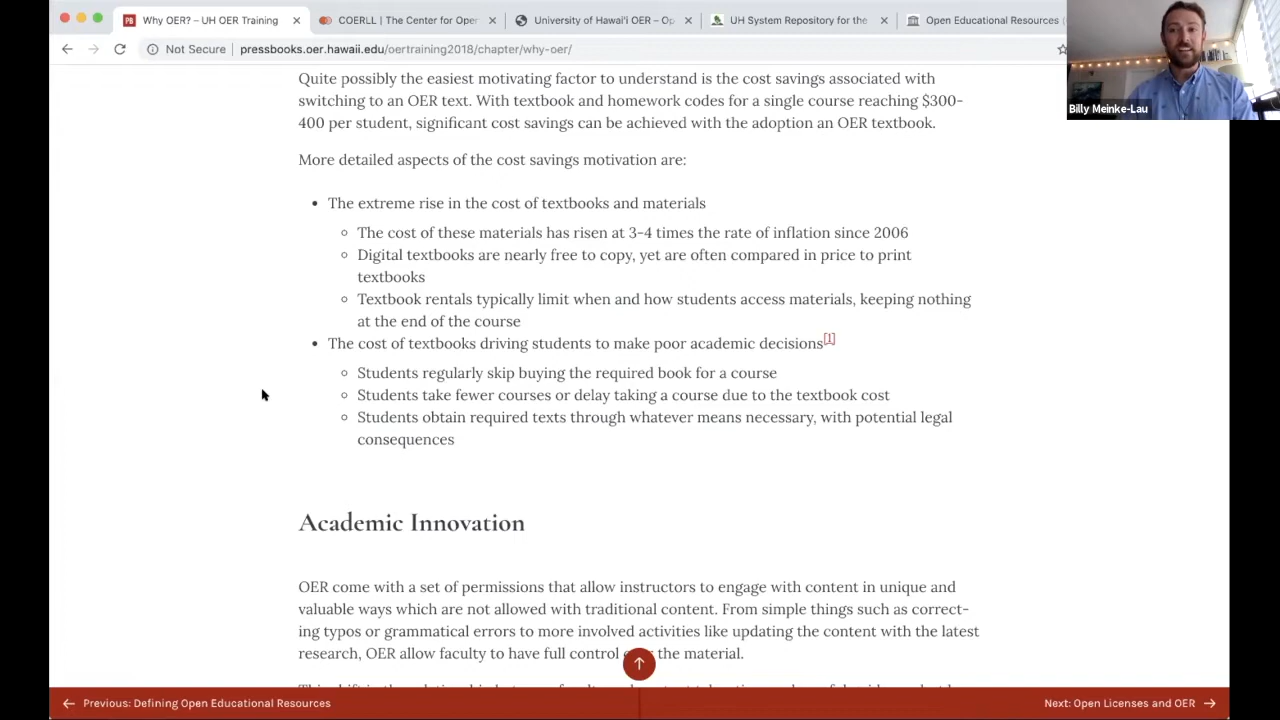 Why OER? – UH OER Training
COERLL | The Center for Open
University of Hawai'i OER – Op
UH System Repository for the
Open Educational Resources (
Not Secure
pressbooks.oer.hawaii.edu/oertraining2018/chapter/why-oer/
Billy Meinke-Lau
Quite possibly the easiest motivating factor to understand is the cost savings associated with
switching to an OER text. With textbook and homework codes for a single course reaching $300-
400 per student, significant cost savings can be achieved with the adoption an OER textbook.
More detailed aspects of the cost savings motivation are:
The extreme rise in the cost of textbooks and materials
The cost of these materials has risen at 3-4 times the rate of inflation since 2006
Digital textbooks are nearly free to copy, yet are often compared in price to print
textbooks
Textbook rentals typically limit when and how students access materials, keeping nothing
at the end of the course
The cost of textbooks driving students to make poor academic decisions[1]
Students regularly skip buying the required book for a course
Students take fewer courses or delay taking a course due to the textbook cost
Students obtain required texts through whatever means necessary, with potential legal
consequences
Academic Innovation
OER come with a set of permissions that allow instructors to engage with content in unique and
valuable ways which are not allowed with traditional content. From simple things such as correct-
ing typos or grammatical errors to more involved activities like updating the content with the latest
research, OER allow faculty to have full control the material.
Previous: Defining Open Educational Resources
Next: Open Licenses and OER